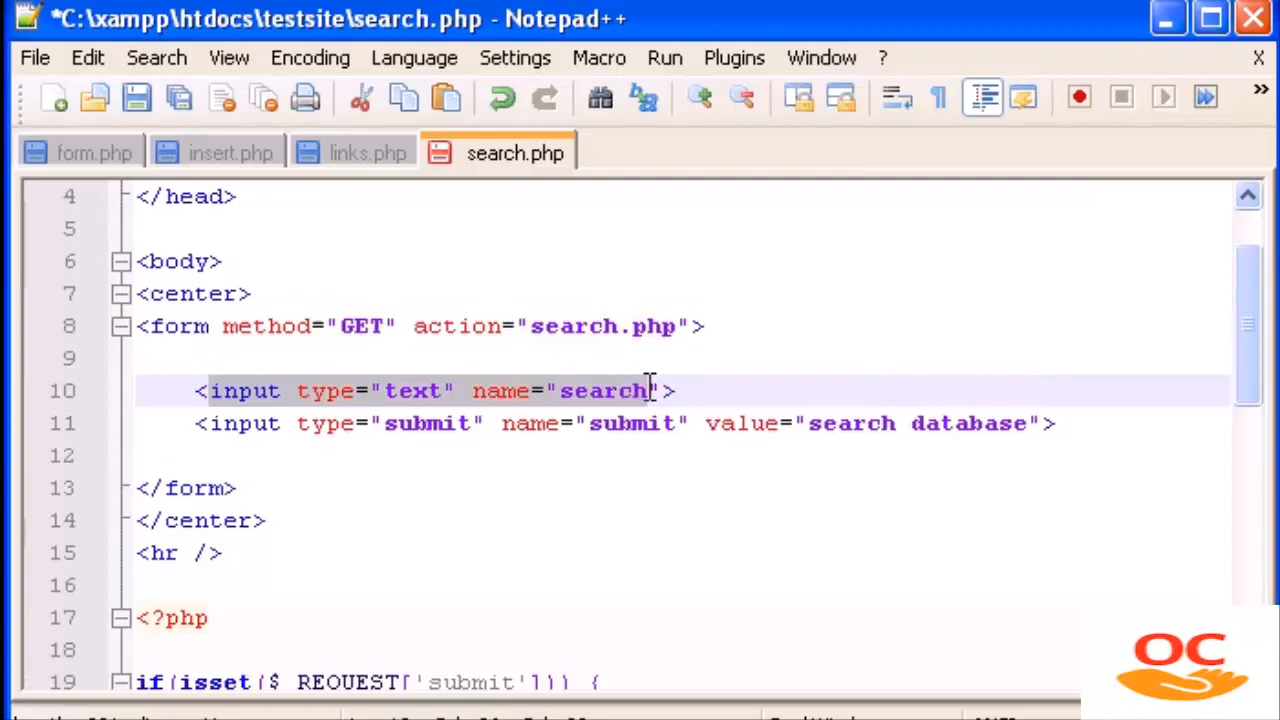 *C:\xampp\htdocs\testsite\search.php - Notepad++
File Edit Search View Encoding Language Settings Macro Run Plugins Window ? X
form.php insert.php links.php search.php
4 </head>
5
6 <body>
7 <center>
8 <form method="GET" action="search.php">
9
10 <input type="text" name="search">
11 <input type="submit" name="submit" value="search database">
12
13 </form>
14 </center>
15 <hr />
16
17 <?php
18
19 if(isset($_REQUEST['submit'])) {
OC